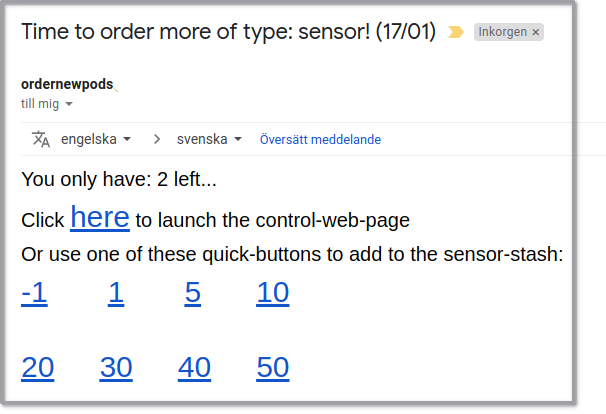 Time to order more of type: sensor! (17/01) Inkorgen ×
ordernewpods
till mig
engelska > svenska Översätt meddelande
You only have: 2 left...
Click here to launch the control-web-page
Or use one of these quick-buttons to add to the sensor-stash:
-1 1 5 10
20 30 40 50